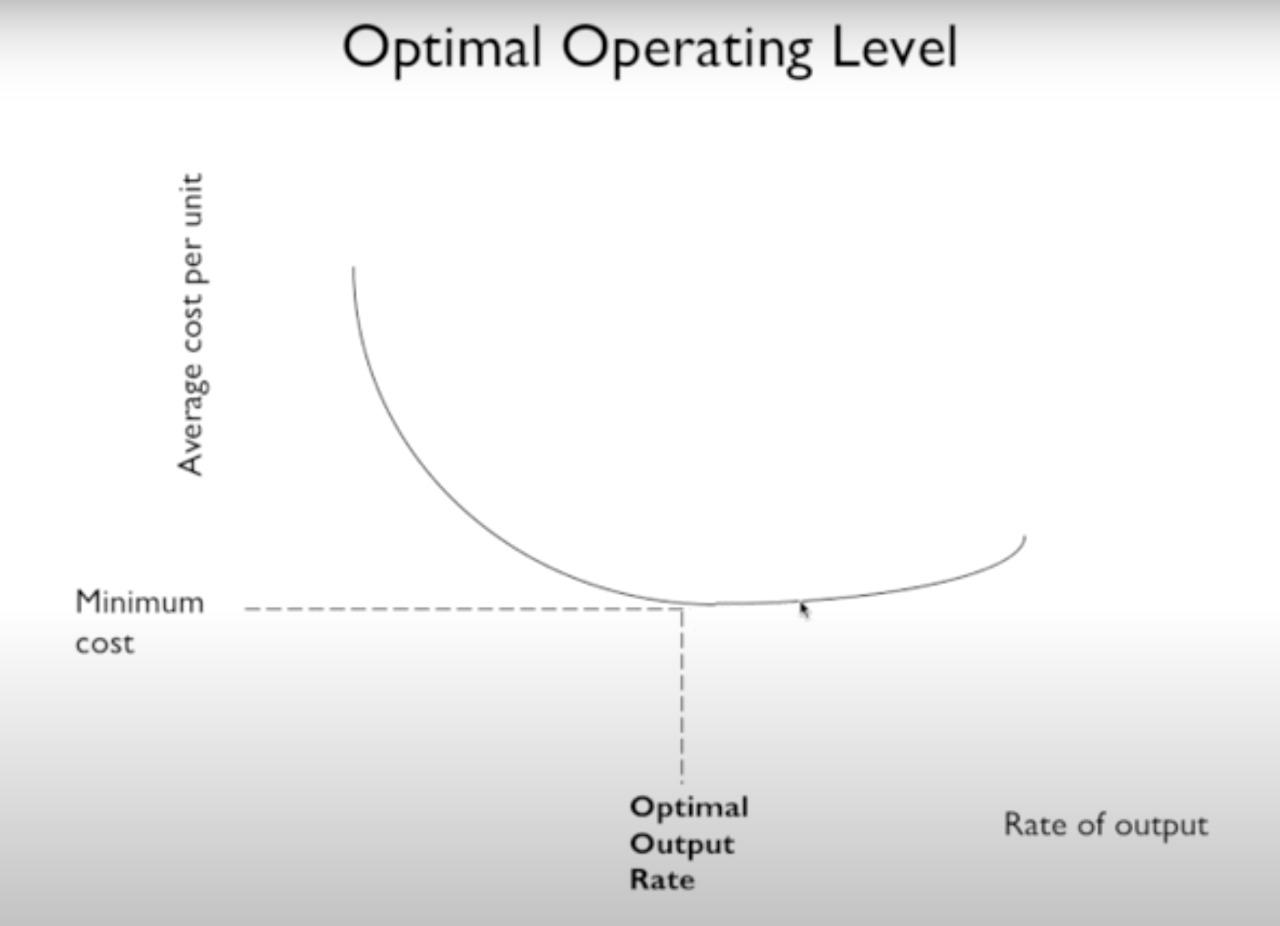 Optimal Operating Level
Average cost per unit
Minimum
cost
Optimal
Output
Rate
Rate of output